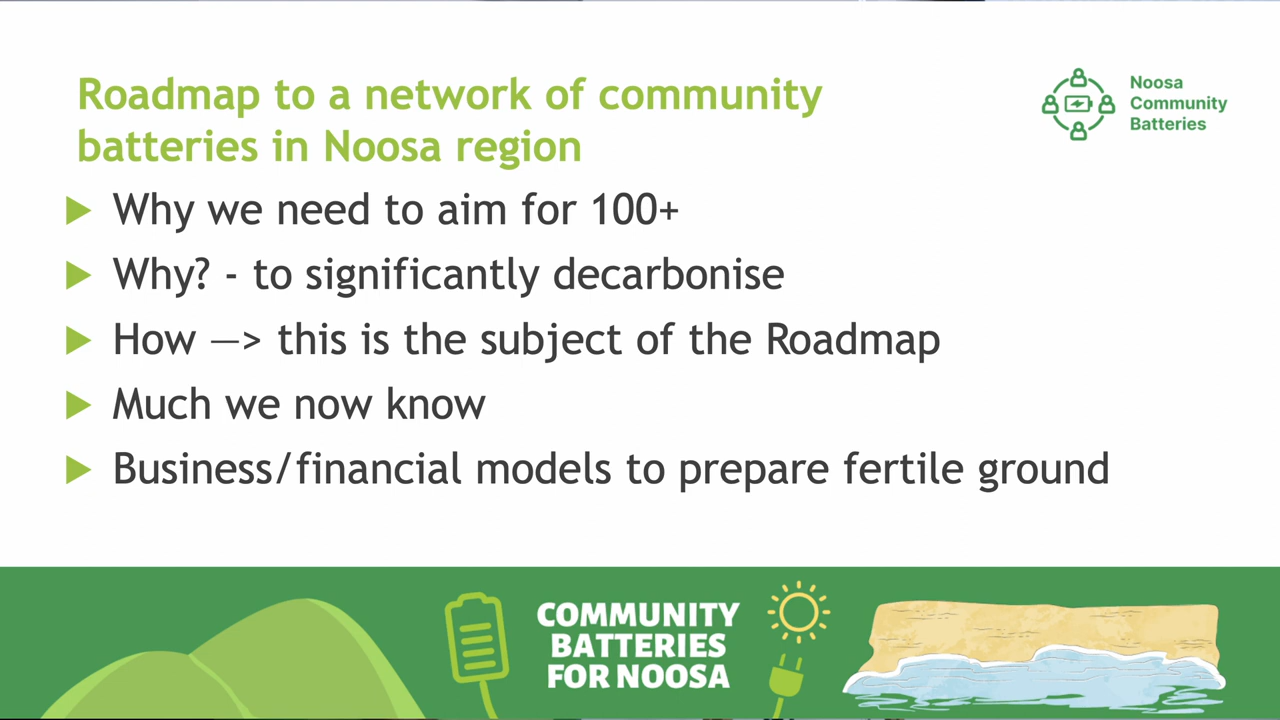 Roadmap to a network of community
batteries in Noosa region
Noosa
Community
Batteries
Why we need to aim for 100+
Why? - to significantly decarbonise
How —> this is the subject of the Roadmap
Much we now know
Business/financial models to prepare fertile ground
COMMUNITY
BATTERIES
FOR NOOSA